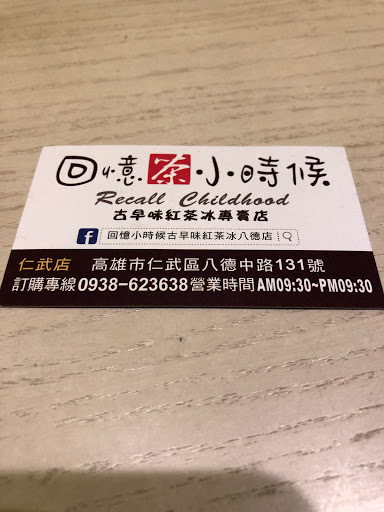 回憶茶小時候
Recall Childhood
古早味紅茶冰專賣店
f 回憶小時候古早味紅茶冰八德店
仁武店 高雄市仁武區八德中路131號
訂購專線0938-623638營業時間AM09:30~PM09:30